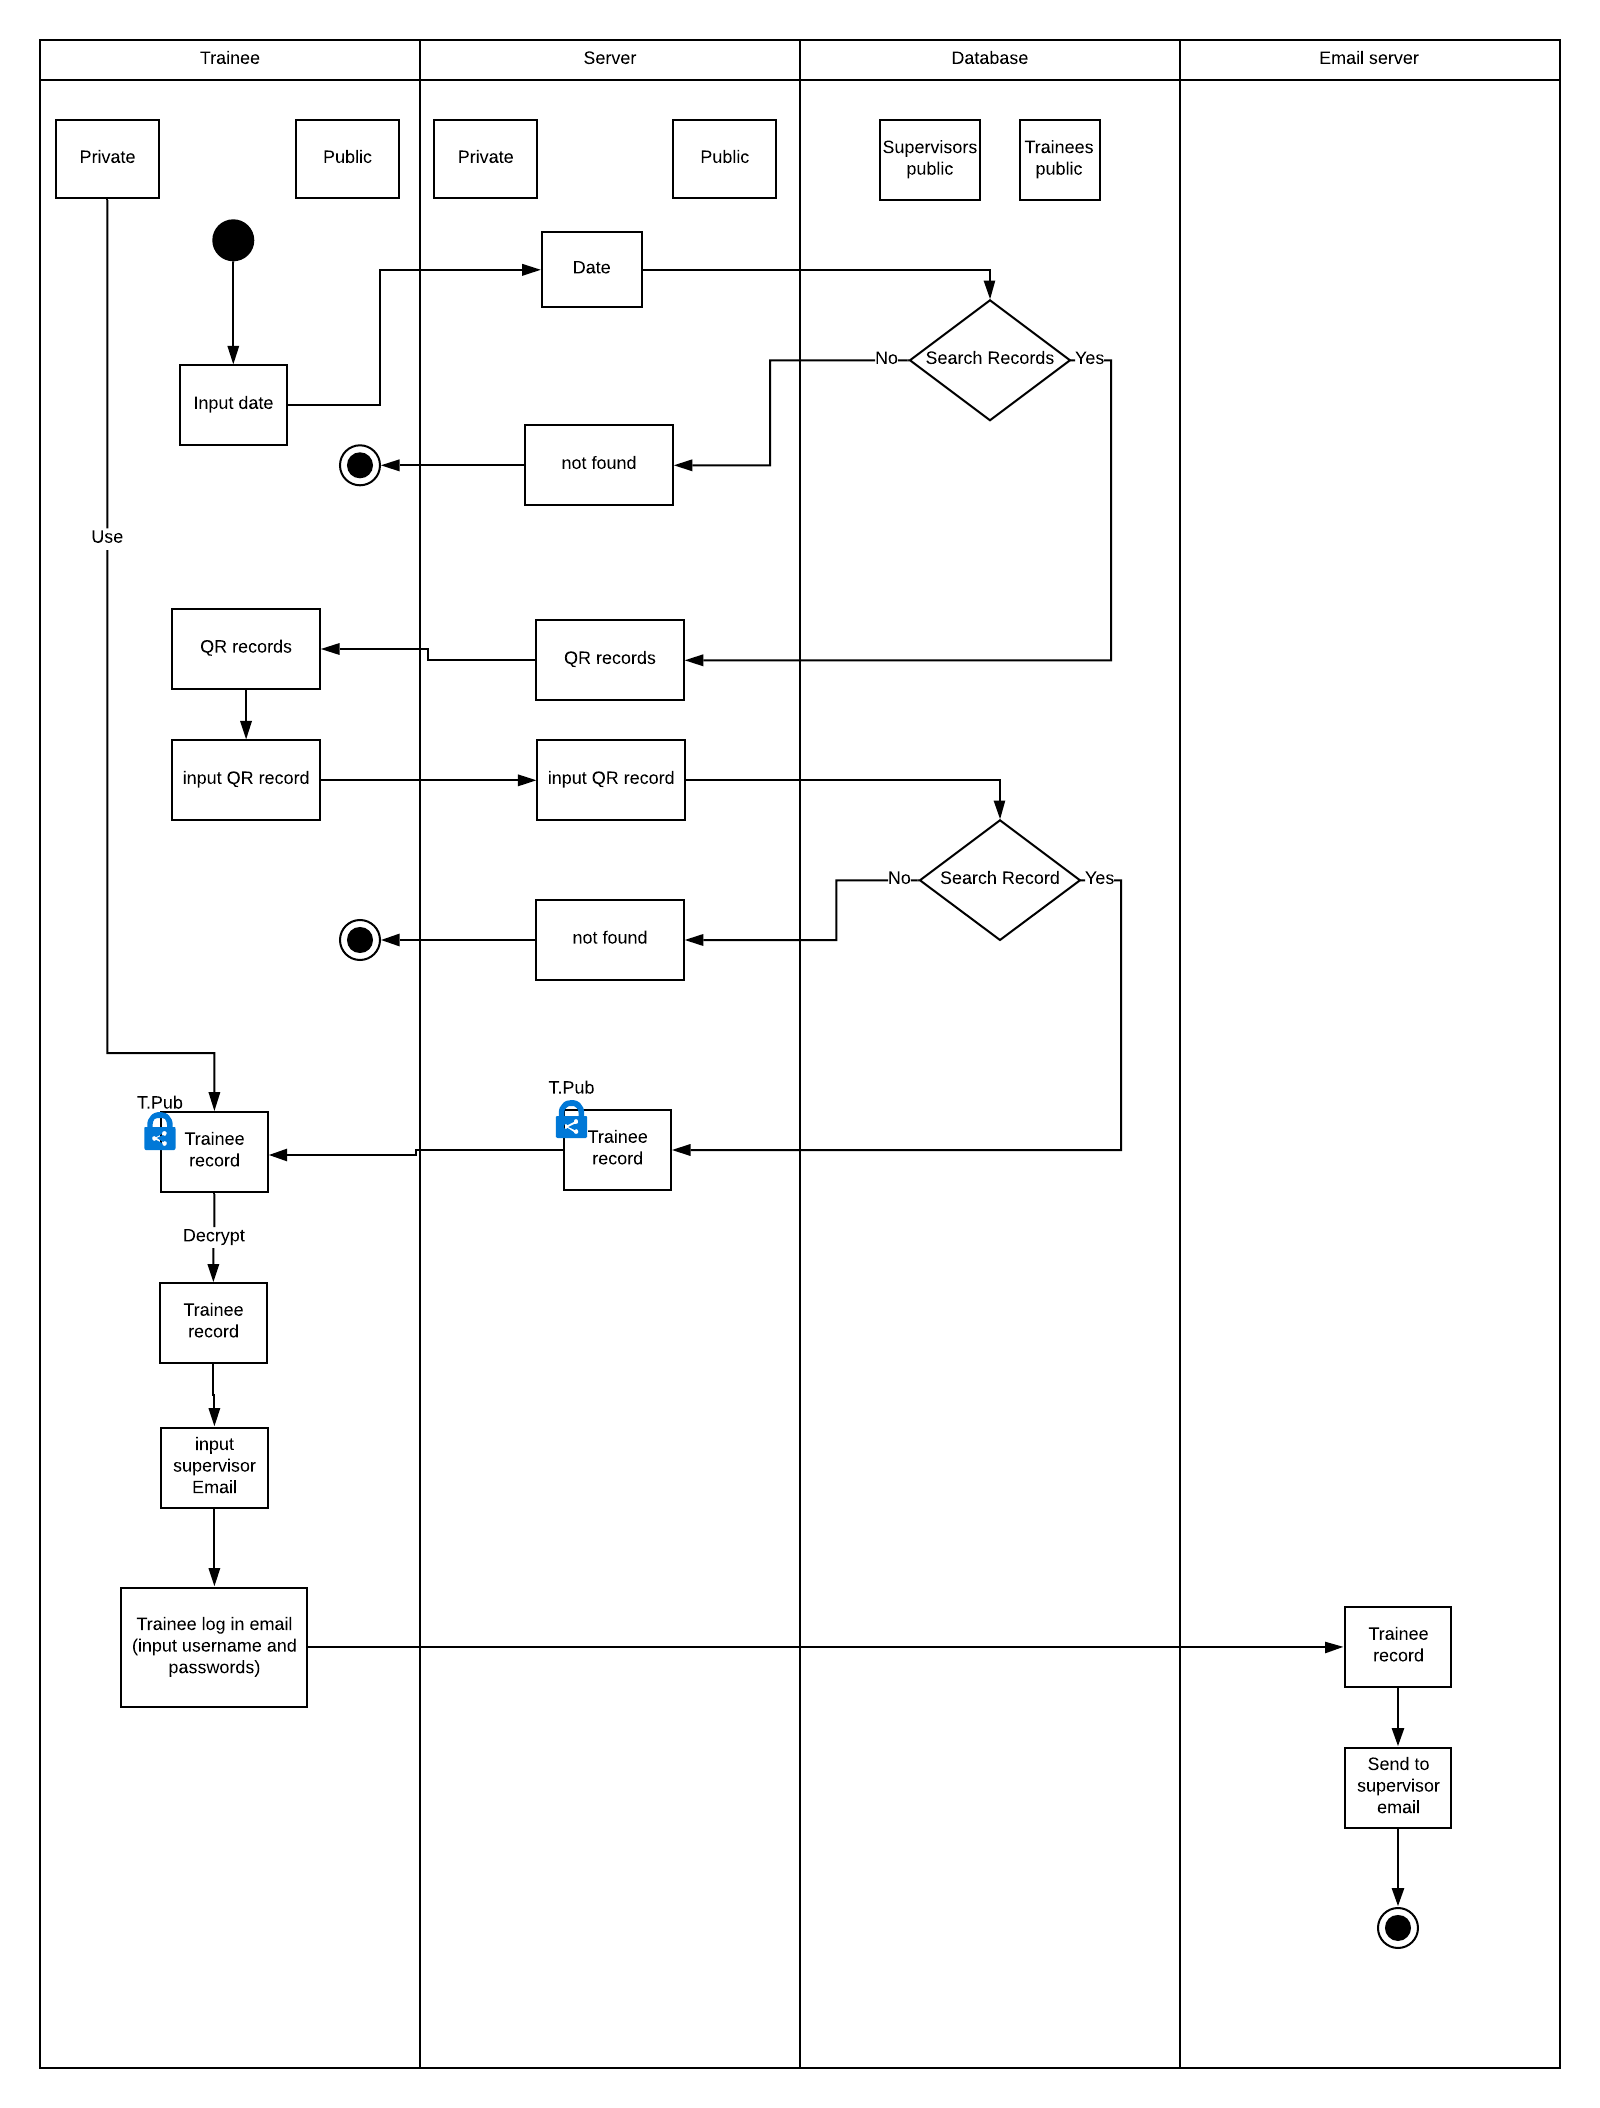 Trainee
Server
Database
Email server
Private
Public
Private
Public
Supervisors
public
Trainees
public
Date
Search Records
No
Yes
Input date
not found
Use
QR records
QR records
input QR record
input QR record
Search Record
No
Yes
not found
T.Pub
Trainee
record
T.Pub
Trainee
record
Decrypt
Trainee
record
input
supervisor
Email
Trainee log in email
(input username and
passwords)
Trainee
record
Send to
supervisor
email